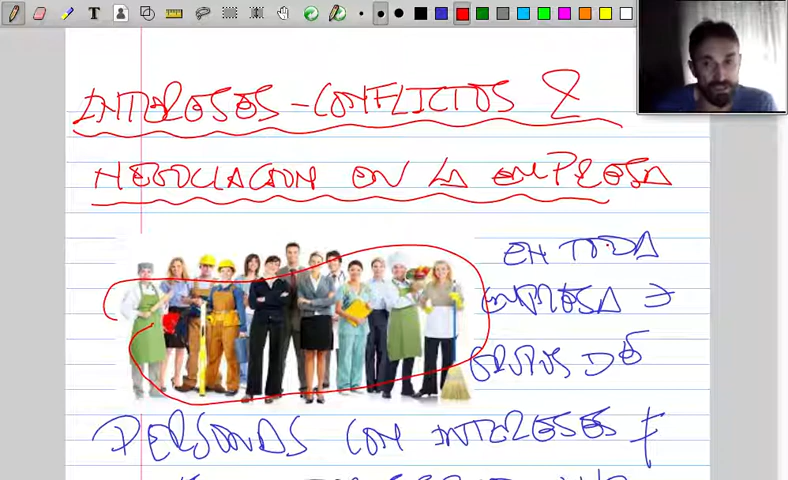 INTERESES-CONFLICTOS Y
NEGOCIACION EN LA EMPRESA
EN TODA
EMPRESA ∃
GRUPOS DE
PERSONAS CON INTERESES ≠